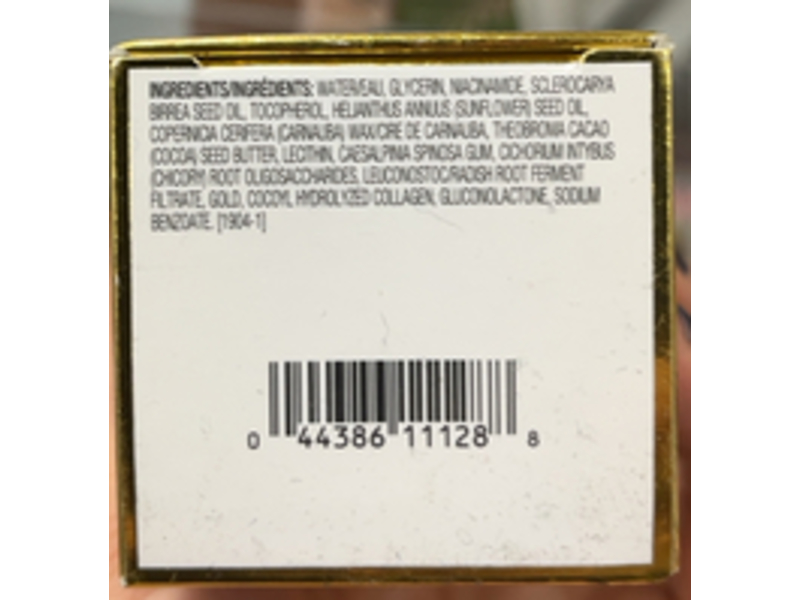 INGREDIENTS/INGRÉDIENTS: WATER/EAU, GLYCERIN, NIACINAMIDE, SCLEROCARYA
BIRREA SEED OIL, TOCOPHEROL, HELIANTHUS ANNUUS (SUNFLOWER) SEED OIL,
COPERNICIA CERIFERA (CARNAUBA) WAX/CIRE DE CARNAUBA, THEOBROMA CACAO
(COCOA) SEED BUTTER, LECITHIN, CAESALPINIA SPINOSA GUM, CICHORIUM INTYBUS
(CHICORY) ROOT OLIGOSACCHARIDES, LEUCONOSTOC/RADISH ROOT FERMENT
FILTRATE, GOLD, COCOYL HYDROLYZED COLLAGEN, GLUCONOLACTONE, SODIUM
BENZOATE. [1904-1]
0 44386 11128 8